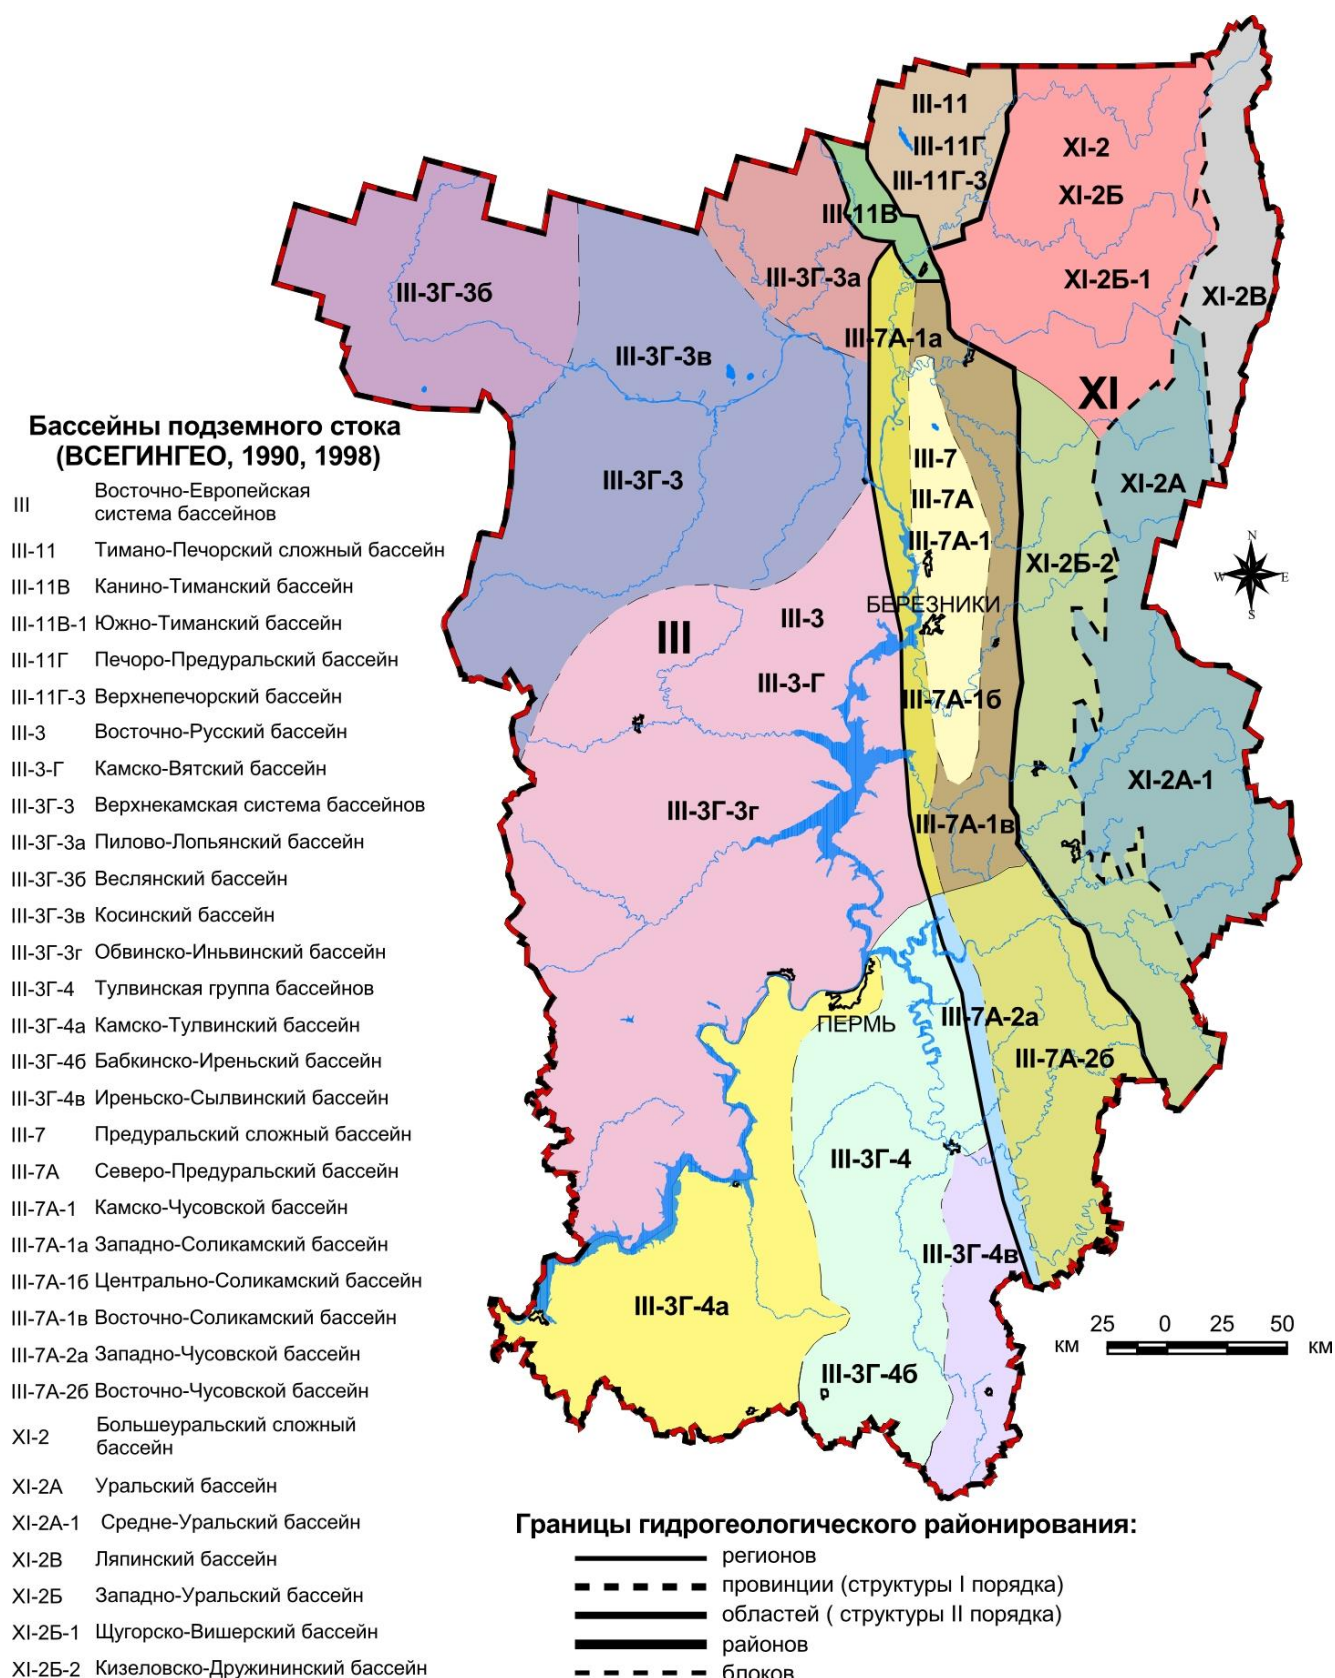 Бассейны подземного стока
(ВСЕГИНГЕО, 1990, 1998)
III Восточно-Европейская
система бассейнов
III-11 Тимано-Печорский сложный бассейн
III-11В Канино-Тиманский бассейн
III-11В-1 Южно-Тиманский бассейн
III-11Г Печоро-Предуральский бассейн
III-11Г-3 Верхнепечорский бассейн
III-3 Восточно-Русский бассейн
III-3-Г Камско-Вятский бассейн
III-3Г-3 Верхнекамская система бассейнов
III-3Г-3а Пилово-Лопьянский бассейн
III-3Г-3б Веслянский бассейн
III-3Г-3в Косинский бассейн
III-3Г-3г Обвинско-Иньвинский бассейн
III-3Г-4 Тулвинская группа бассейнов
III-3Г-4а Камско-Тулвинский бассейн
III-3Г-4б Бабкинско-Иреньский бассейн
III-3Г-4в Иреньско-Сылвинский бассейн
III-7 Предуральский сложный бассейн
III-7А Северо-Предуральский бассейн
III-7А-1 Камско-Чусовской бассейн
III-7А-1а Западно-Соликамский бассейн
III-7А-1б Центрально-Соликамский бассейн
III-7А-1в Восточно-Соликамский бассейн
III-7А-2а Западно-Чусовской бассейн
III-7А-2б Восточно-Чусовской бассейн
XI-2 Большеуральский сложный
бассейн
XI-2А Уральский бассейн
XI-2А-1 Средне-Уральский бассейн
XI-2В Ляпинский бассейн
XI-2Б Западно-Уральский бассейн
XI-2Б-1 Щугорско-Вишерский бассейн
XI-2Б-2 Кизеловско-Дружининский бассейн
III-11
III-11Г
III-11Г-3
III-11В
XI-2
XI-2Б
XI-2Б-1
XI-2В
III-3Г-3б
III-3Г-3а
III-3Г-3в
III-7А-1а
XI
III-3Г-3
III-7
III-7А
III-7А-1
XI-2А
XI-2Б-2
N
W
E
S
БЕРЕЗНИКИ
III
III-3
III-3-Г
III-7А-1б
III-3Г-3г
III-7А-1в
XI-2А-1
ПЕРМЬ
III-7А-2а
III-7А-2б
III-3Г-4
III-3Г-4в
III-3Г-4а
III-3Г-4б
25 0 25 50
км км
Границы гидрогеологического районирования:
регионов
провинции (структуры I порядка)
областей ( структуры II порядка)
районов
блоков